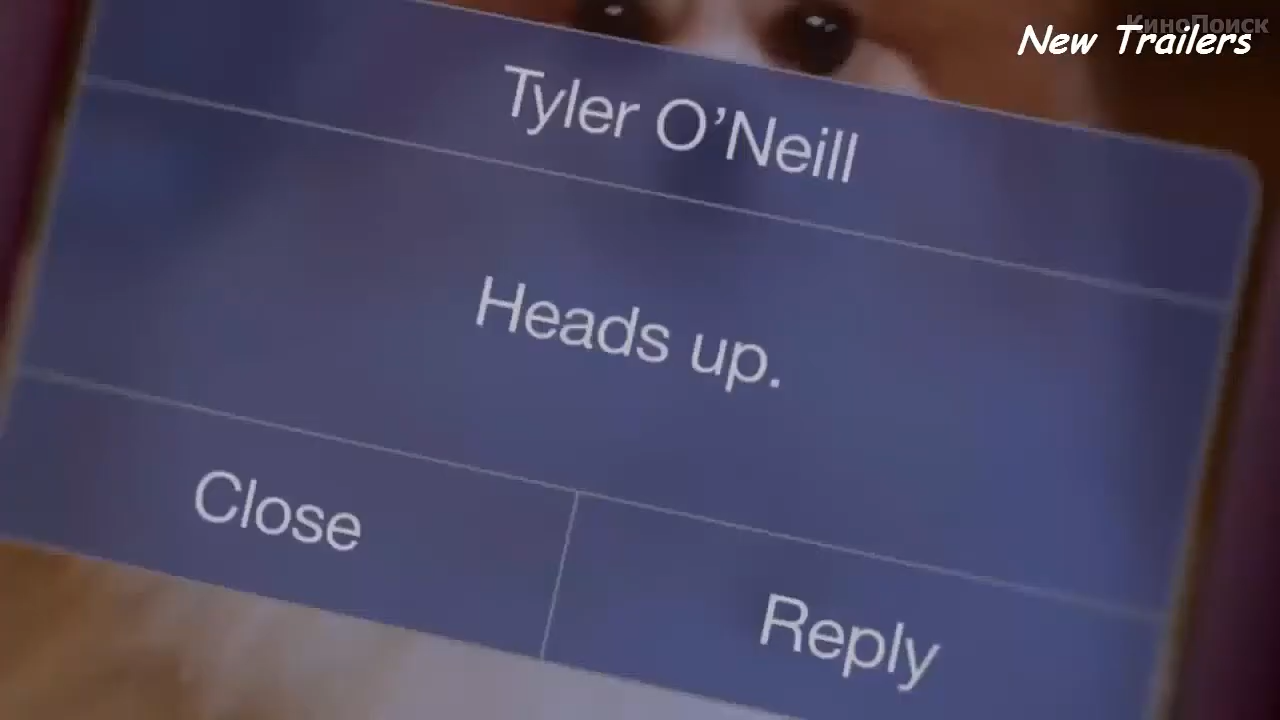 КиноПоиск
New Trailers
Tyler O'Neill
Heads up.
Close
Reply